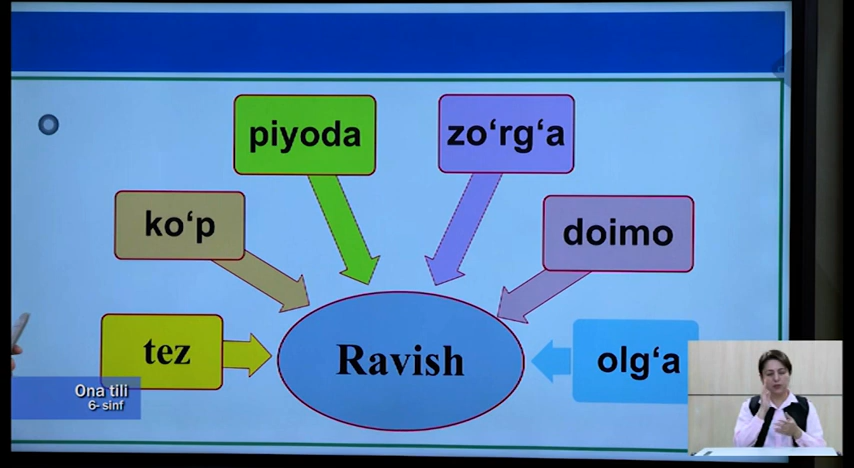 piyoda
zo‘rg‘a
ko‘p
doimo
tez
Ravish
olg‘a
Ona tili
6- sinf